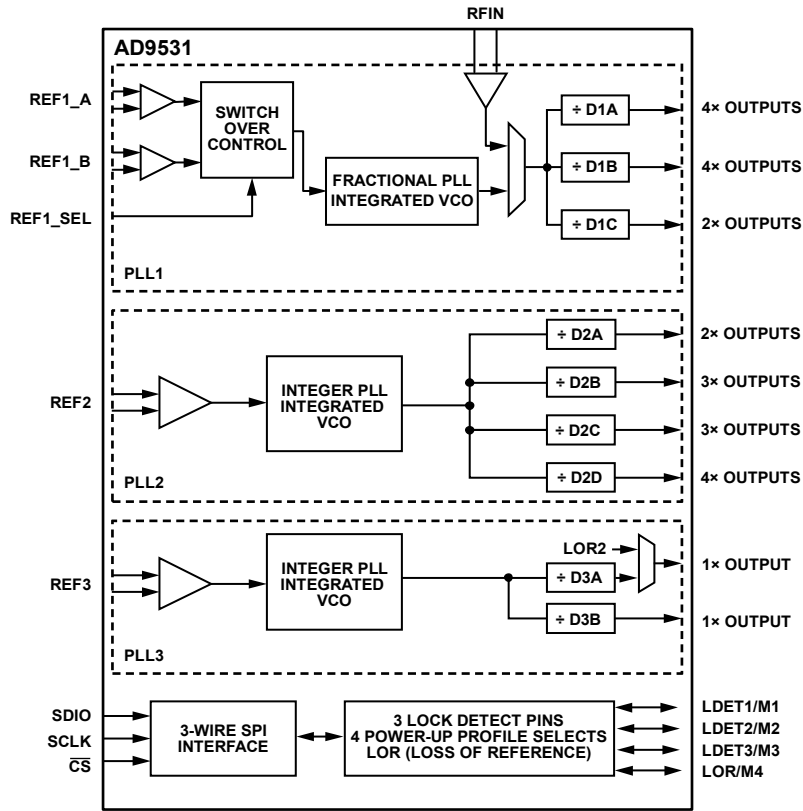 RFIN
AD9531
REF1_A
REF1_B
REF1_SEL
SWITCH
OVER
CONTROL
FRACTIONAL PLL
INTEGRATED VCO
÷ D1A
÷ D1B
÷ D1C
4× OUTPUTS
4× OUTPUTS
2× OUTPUTS
PLL1
REF2
INTEGER PLL
INTEGRATED
VCO
÷ D2A
÷ D2B
÷ D2C
÷ D2D
2× OUTPUTS
3× OUTPUTS
3× OUTPUTS
4× OUTPUTS
PLL2
REF3
INTEGER PLL
INTEGRATED
VCO
LOR2
÷ D3A
÷ D3B
1× OUTPUT
1× OUTPUT
PLL3
SDIO
SCLK
C̅S̅
3-WIRE SPI
INTERFACE
3 LOCK DETECT PINS
4 POWER-UP PROFILE SELECTS
LOR (LOSS OF REFERENCE)
LDET1/M1
LDET2/M2
LDET3/M3
LOR/M4